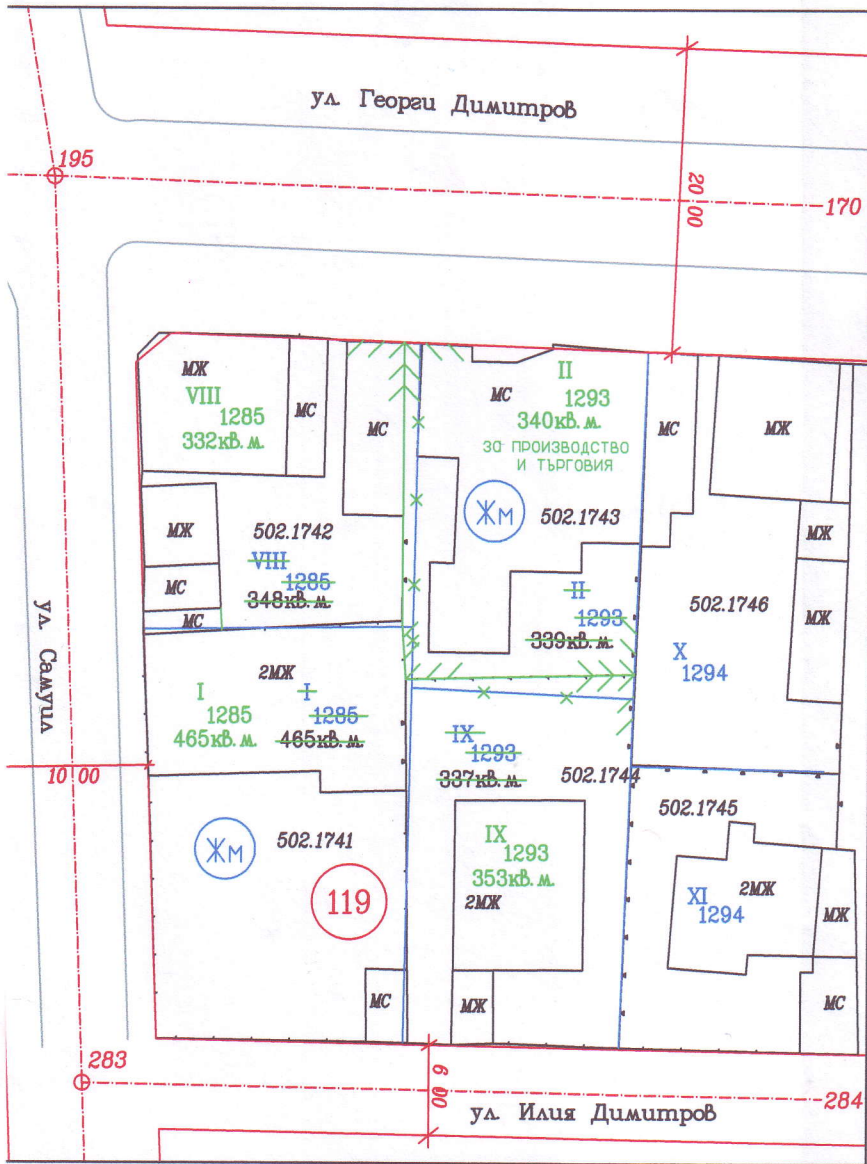 ул. Георги Димитров
195
20 00
170
МЖ
VIII
1285
332кв. м.
МС
МС
II
1293
340кв. м.
ЗА ПРОИЗВОДСТВО
И ТЪРГОВИЯ
МС
МС
МЖ
Жм
502.1743
МЖ
502.1742
МЖ
VIII
1285
348кв. м.
МС
МС
II
1293
339кв. м.
502.1746
МЖ
X
1294
ул. Самуил
2МЖ
I
1285
465кв. м.
I
1285
465кв. м.
IX
1293
337кв. м.
502.1744
10 00
502.1745
Жм
502.1741
IX
1293
353кв. м.
2МЖ
119
XI
1294
2МЖ
МЖ
МС
МЖ
МС
283
6 00
284
ул. Илия Димитров